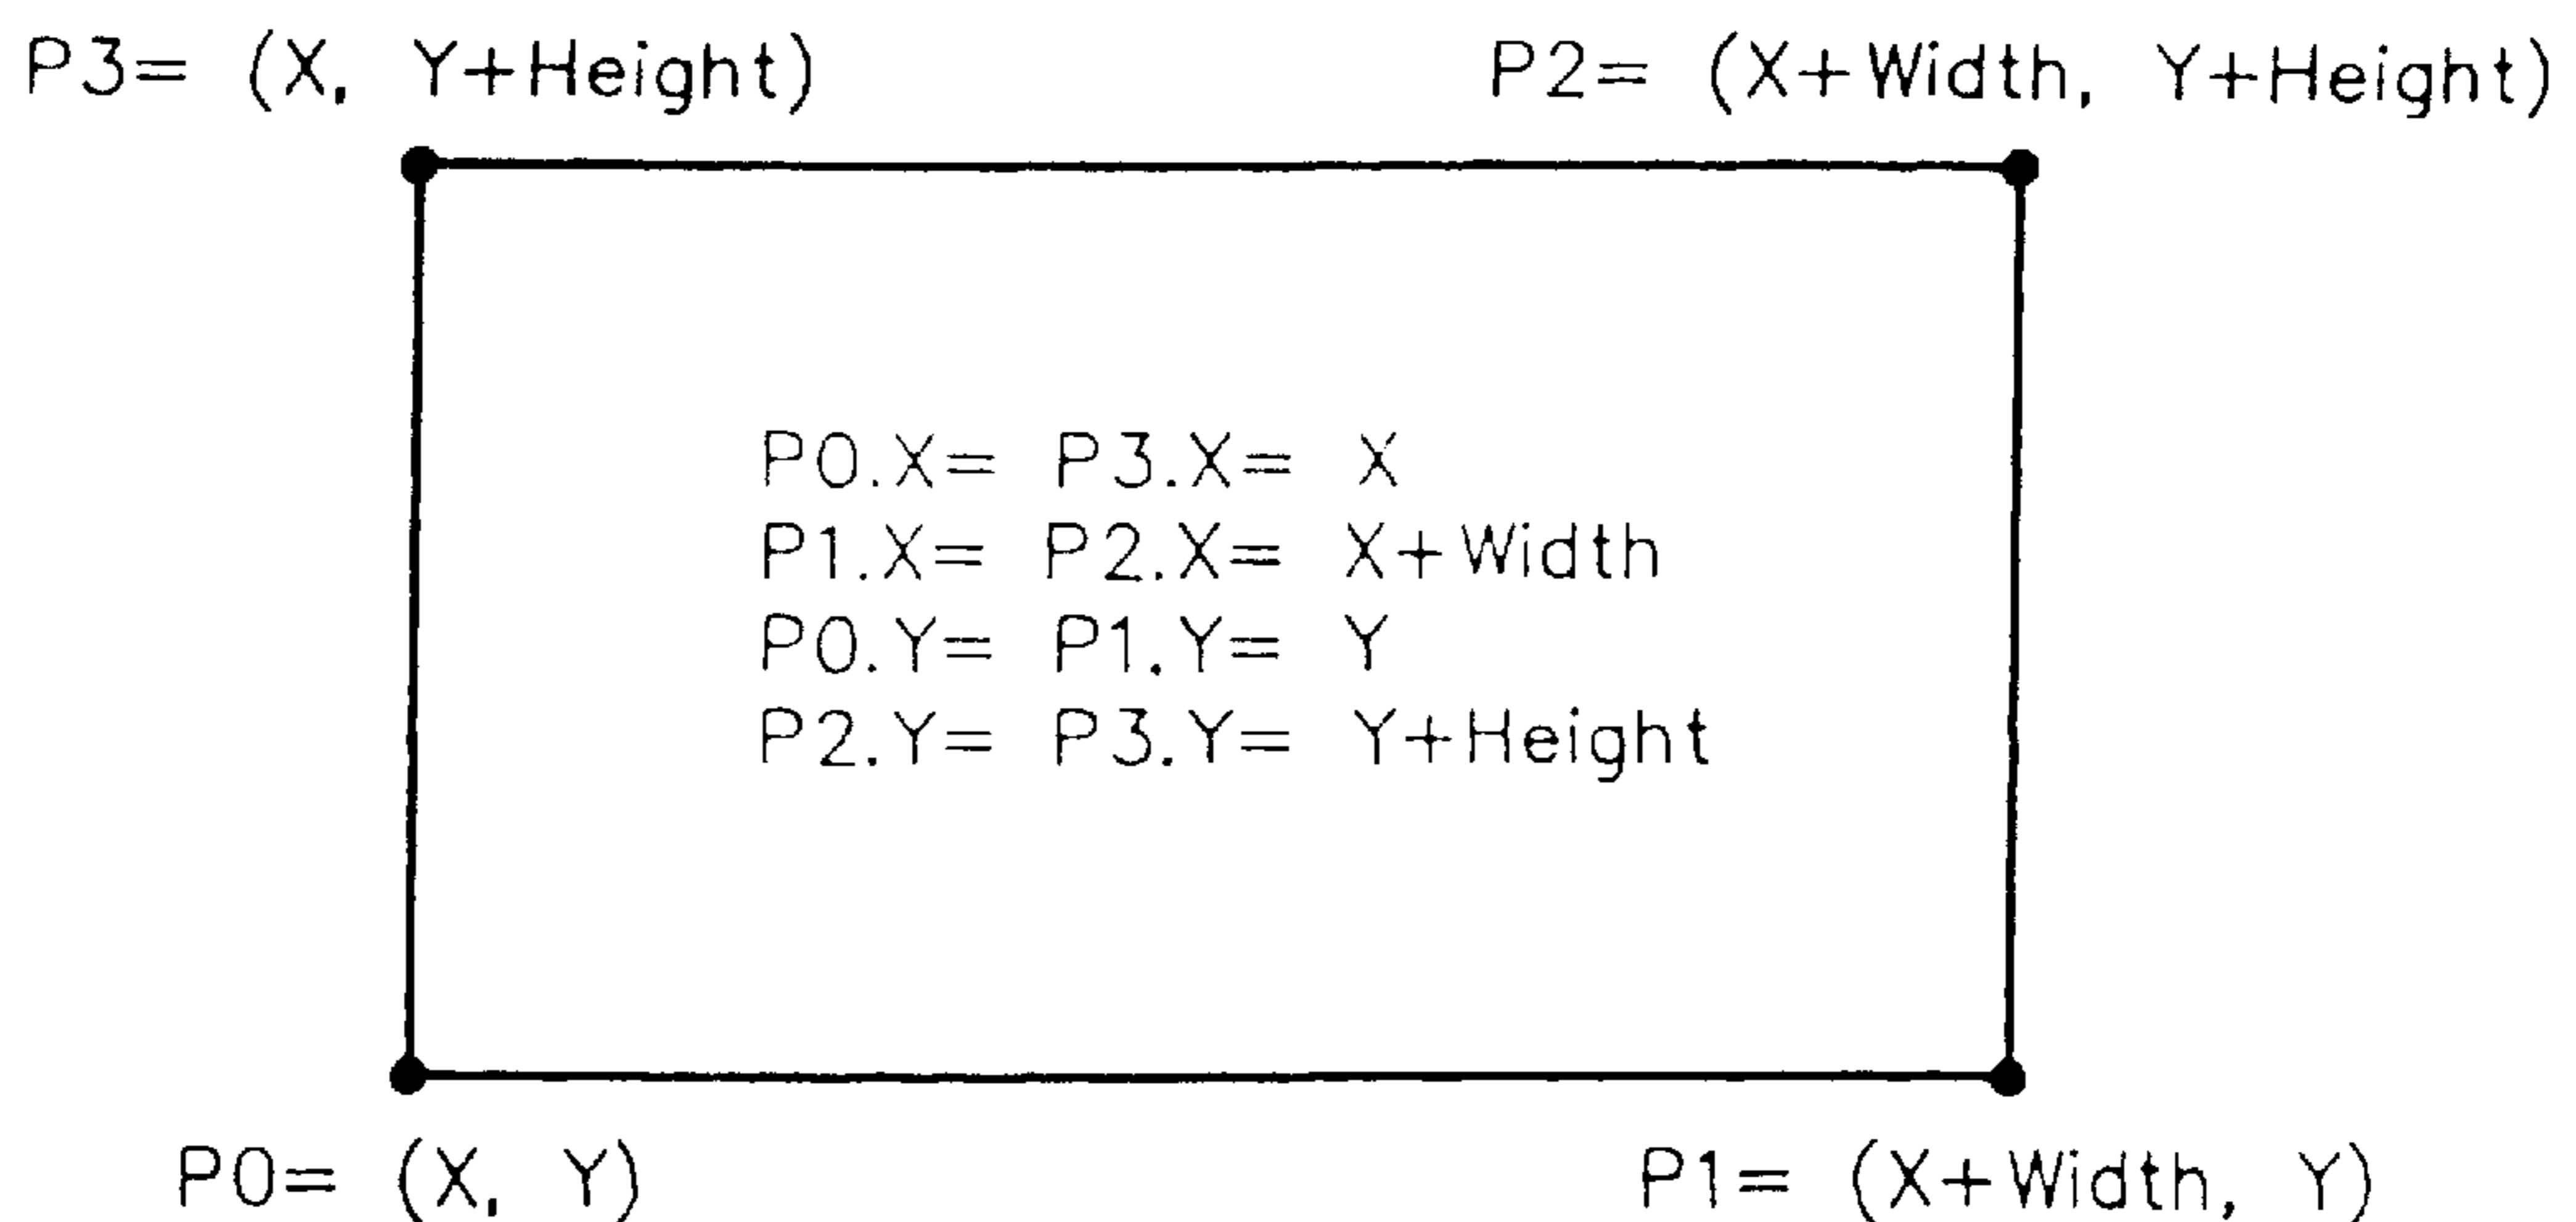 P3= (X, Y+Height)
P2= (X+Width, Y+Height)
P0.X= P3.X= X
P1.X= P2.X= X+Width
P0.Y= P1.Y= Y
P2.Y= P3.Y= Y+Height
P0= (X, Y)
P1= (X+Width, Y)